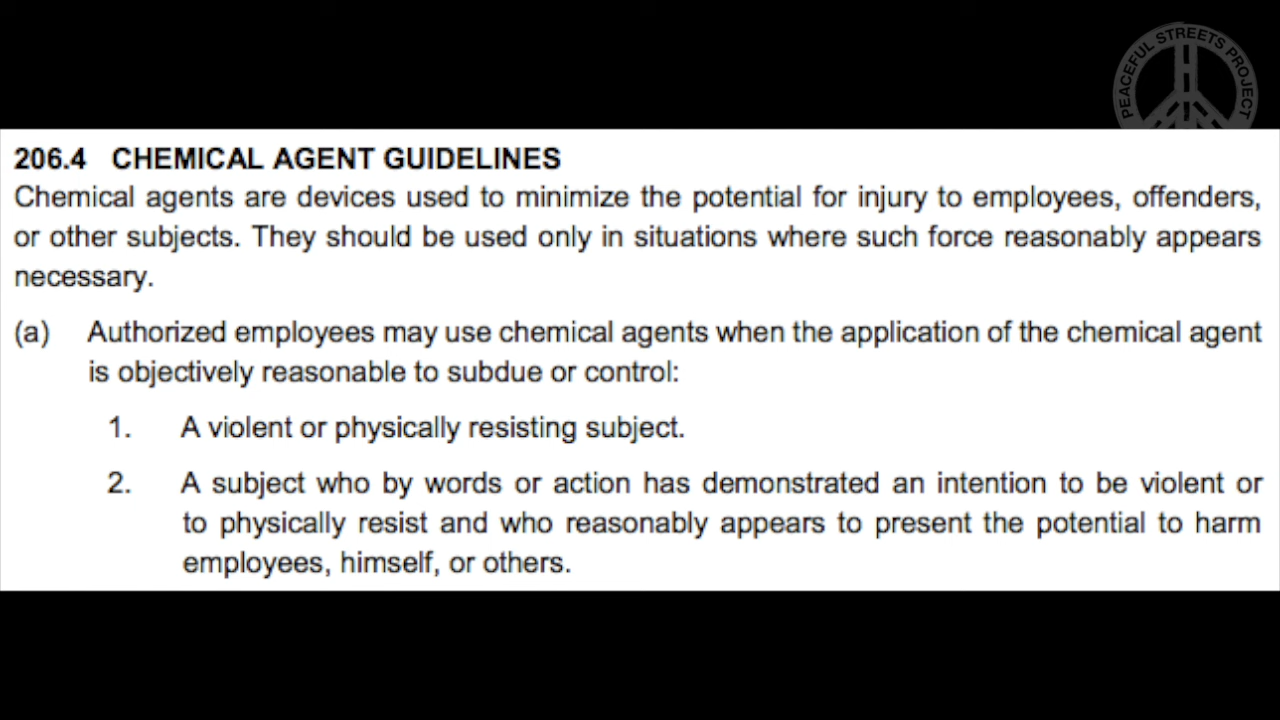 PEACEFUL STREETS PROJECT
206.4 CHEMICAL AGENT GUIDELINES
Chemical agents are devices used to minimize the potential for injury to employees, offenders,
or other subjects. They should be used only in situations where such force reasonably appears
necessary.
(a) Authorized employees may use chemical agents when the application of the chemical agent
is objectively reasonable to subdue or control:
1. A violent or physically resisting subject.
2. A subject who by words or action has demonstrated an intention to be violent or
to physically resist and who reasonably appears to present the potential to harm
employees, himself, or others.